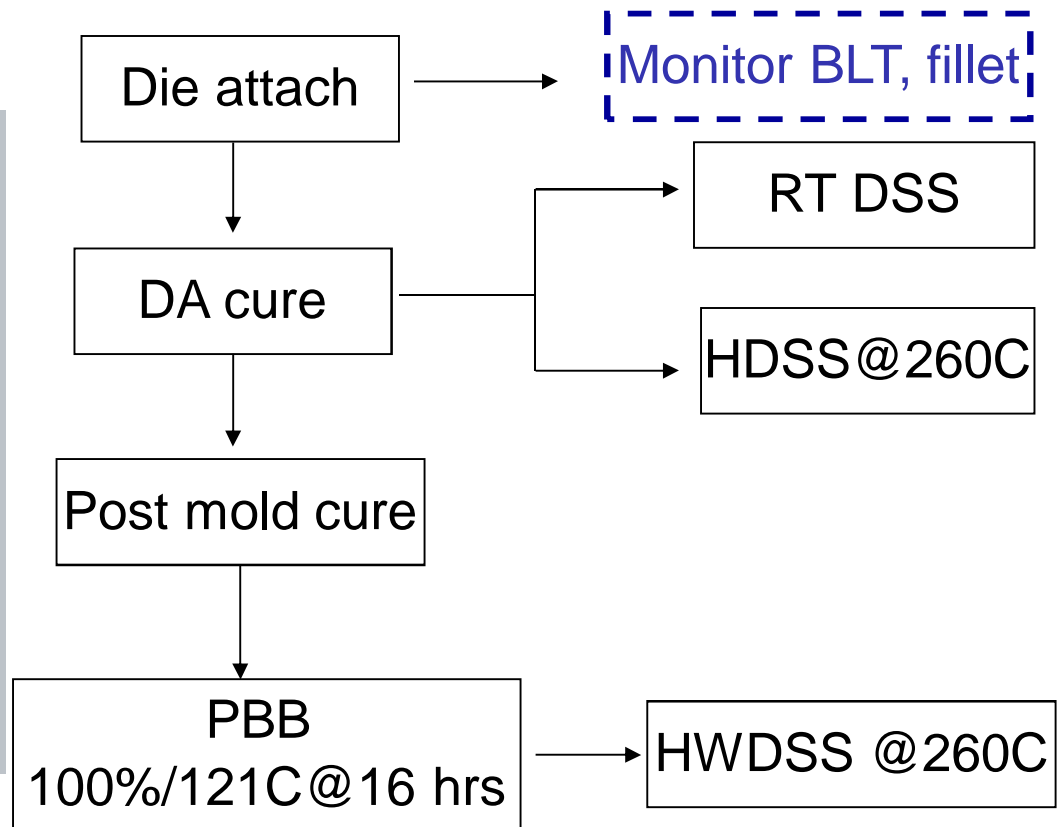 Die attach
Monitor BLT, fillet
RT DSS
DA cure
HDSS@260C
Post mold cure
PBB
100%/121C@16 hrs
HWDSS @260C